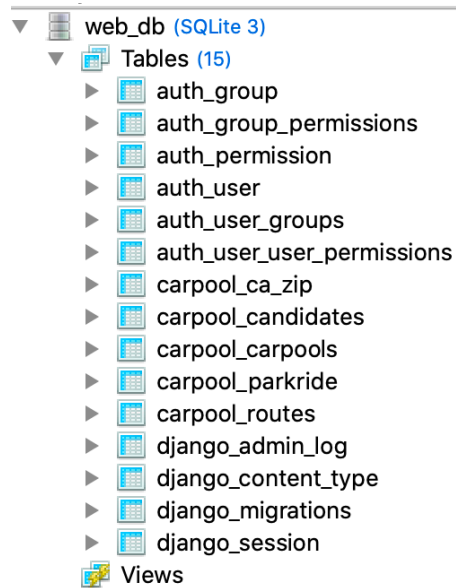 web_db (SQLite 3)
Tables (15)
auth_group
auth_group_permissions
auth_permission
auth_user
auth_user_groups
auth_user_user_permissions
carpool_ca_zip
carpool_candidates
carpool_carpools
carpool_parkride
carpool_routes
django_admin_log
django_content_type
django_migrations
django_session
Views